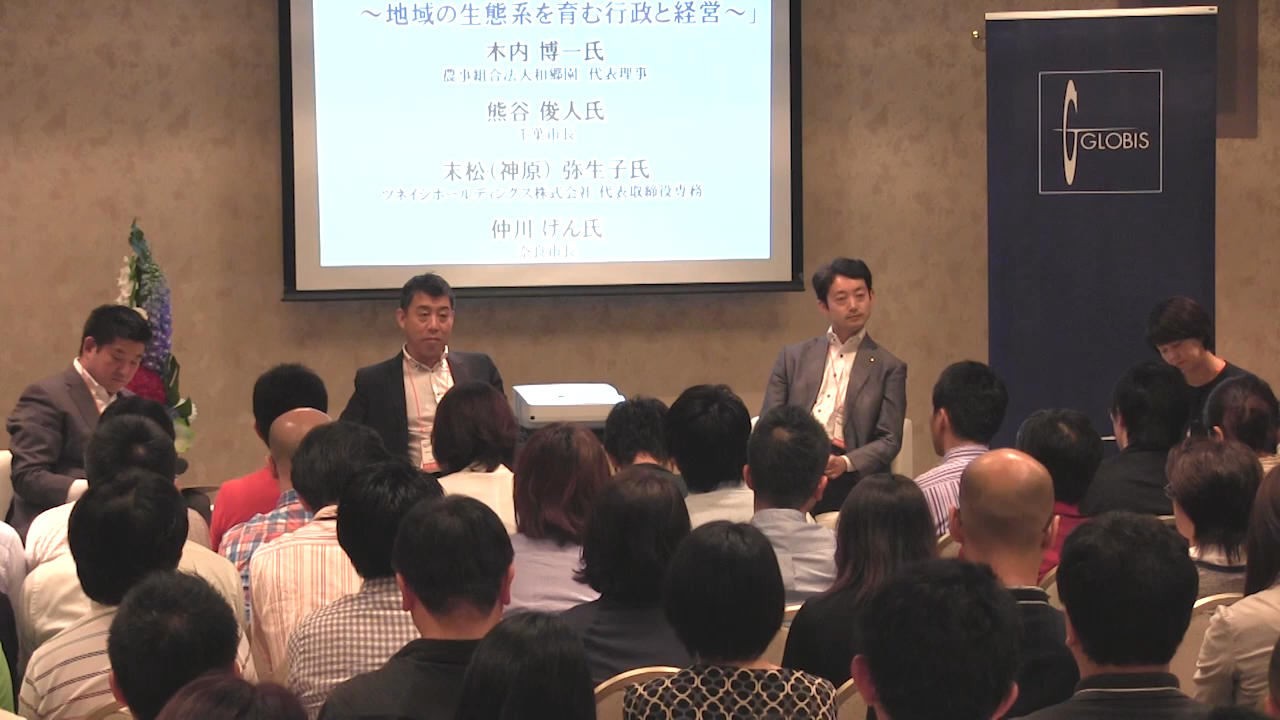 ～地域の生態系を育む行政と経営～」
木内 博一氏
農事組合法人和郷園 代表理事
熊谷 俊人氏
千葉市長
末松（神原） 弥生子氏
ツネイシホールディングス株式会社 代表取締役専務
仲川 げん氏
奈良市長
GLOBIS